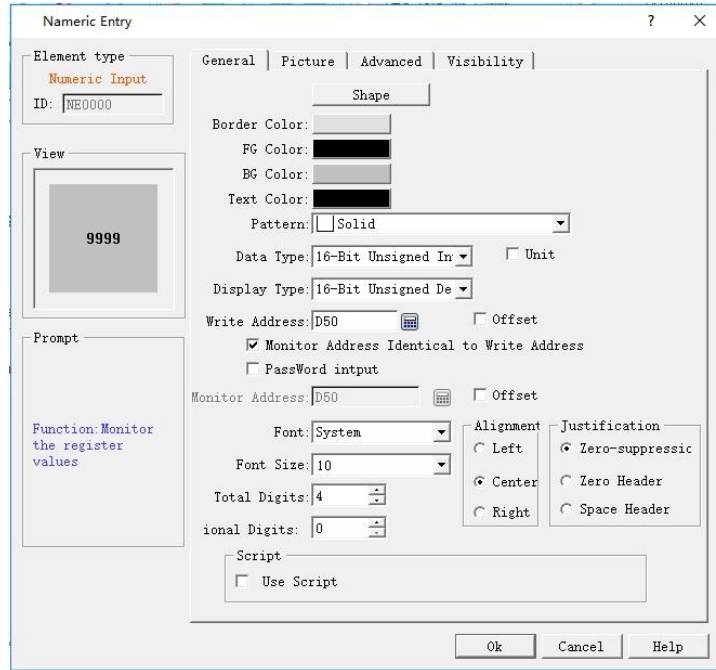 Nameric Entry ? ×
Element type
Numeric Input
ID: NE0000
View
9999
Prompt
Function:Monitor
the register
values
General Picture Advanced Visibility
Shape
Border Color:
FG Color:
BG Color:
Text Color:
Pattern: Solid
Data Type: 16-Bit Unsigned In Unit
Display Type: 16-Bit Unsigned De
Write Address: D50 Offset
Monitor Address Identical to Write Address
PassWord intput
Monitor Address: D50 Offset
Font: System
Font Size: 10
Total Digits: 4
ional Digits: 0
Alignment
Left
Center
Right
Justification
Zero-suppressic
Zero Header
Space Header
Script
Use Script
Ok Cancel Help